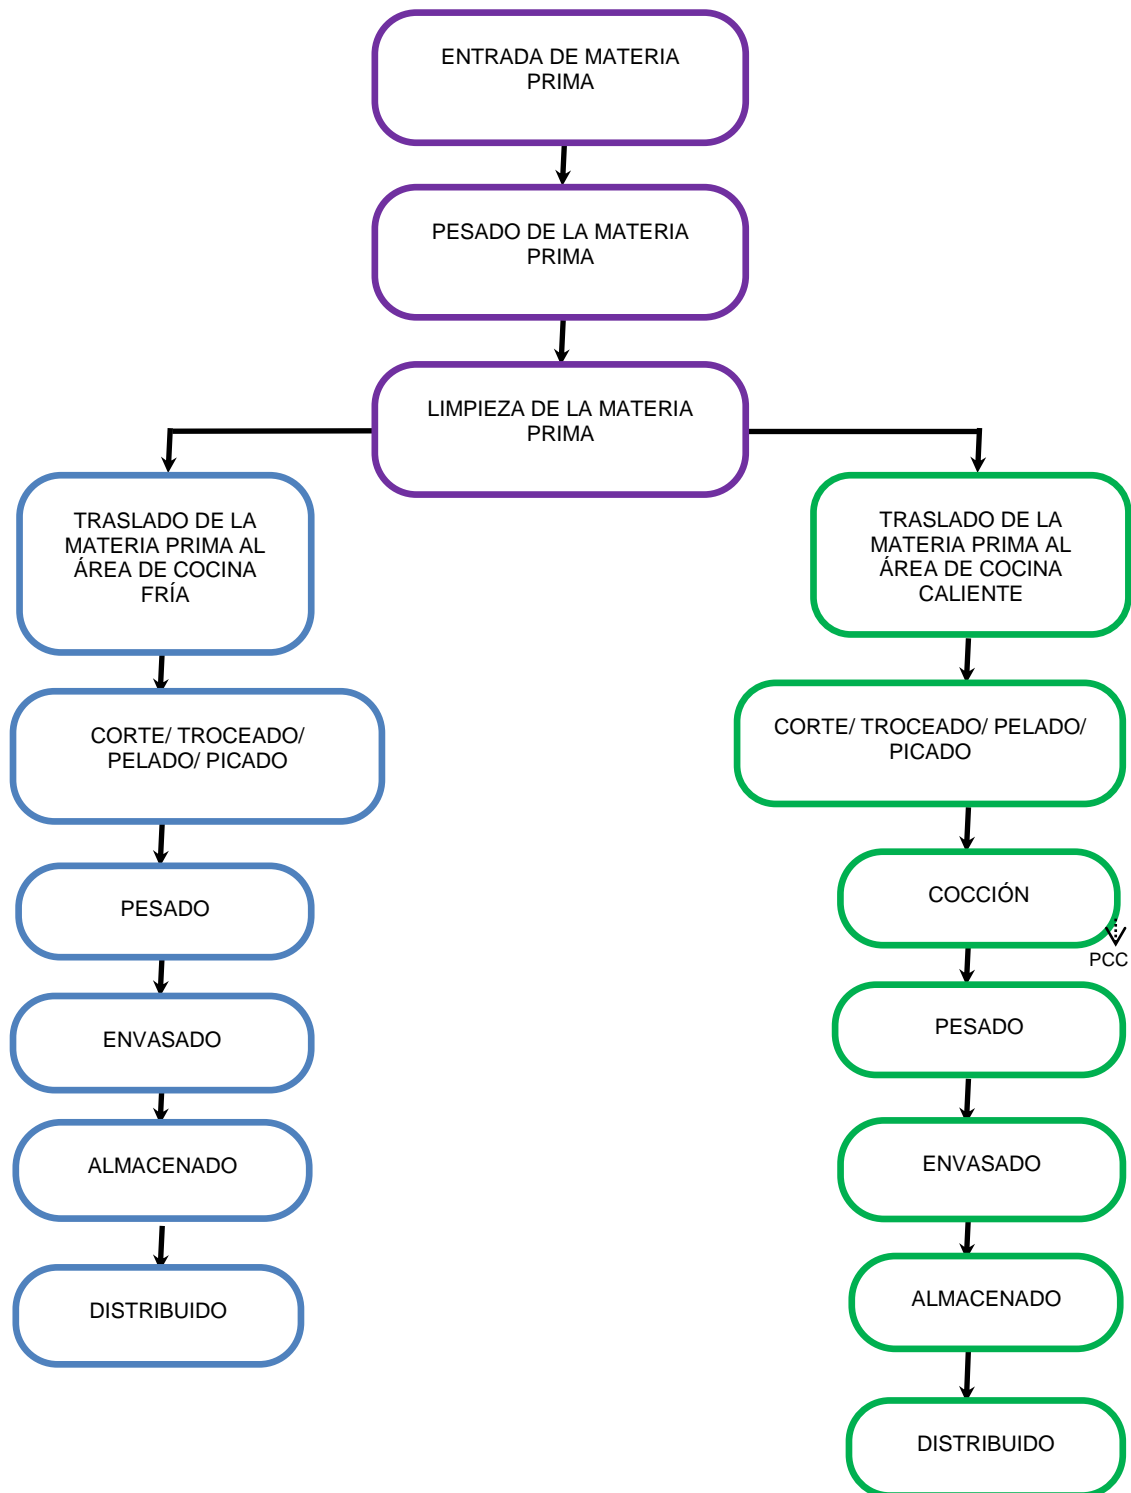 ENTRADA DE MATERIA
PRIMA
PESADO DE LA MATERIA
PRIMA
LIMPIEZA DE LA MATERIA
PRIMA
TRASLADO DE LA
MATERIA PRIMA AL
ÁREA DE COCINA
FRÍA
CORTE/ TROCEADO/
PELADO/ PICADO
PESADO
ENVASADO
ALMACENADO
DISTRIBUIDO
TRASLADO DE LA
MATERIA PRIMA AL
ÁREA DE COCINA
CALIENTE
CORTE/ TROCEADO/ PELADO/
PICADO
COCCIÓN
PCC
PESADO
ENVASADO
ALMACENADO
DISTRIBUIDO